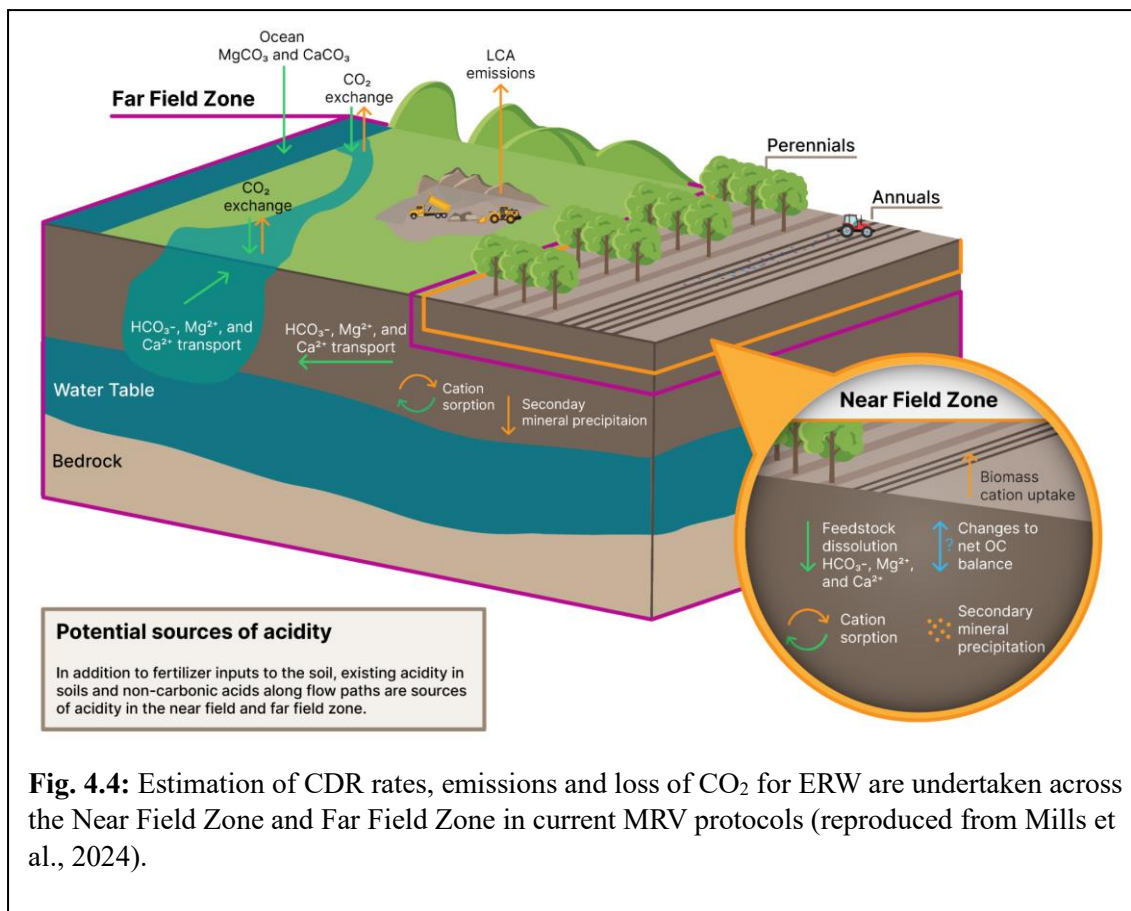 Ocean
MgCO₃ and CaCO₃
LCA
emissions
CO₂
exchange
Far Field Zone
Perennials
Annuals
CO₂
exchange
HCO₃-, Mg²⁺, and
Ca²⁺ transport
HCO₃-, Mg²⁺, and
Ca²⁺ transport
Cation
sorption
Seconday
mineral precipitaion
Water Table
Bedrock
Near Field Zone
Biomass
cation uptake
Feedstock
dissolution
HCO₃-, Mg²⁺,
and Ca²⁺
?
Changes to
net OC
balance
Cation
sorption
Secondary
mineral
precipitation
Potential sources of acidity
In addition to fertilizer inputs to the soil, existing acidity in
soils and non-carbonic acids along flow paths are sources
of acidity in the near field and far field zone.
Fig. 4.4: Estimation of CDR rates, emissions and loss of CO₂ for ERW are undertaken across
the Near Field Zone and Far Field Zone in current MRV protocols (reproduced from Mills et
al., 2024).